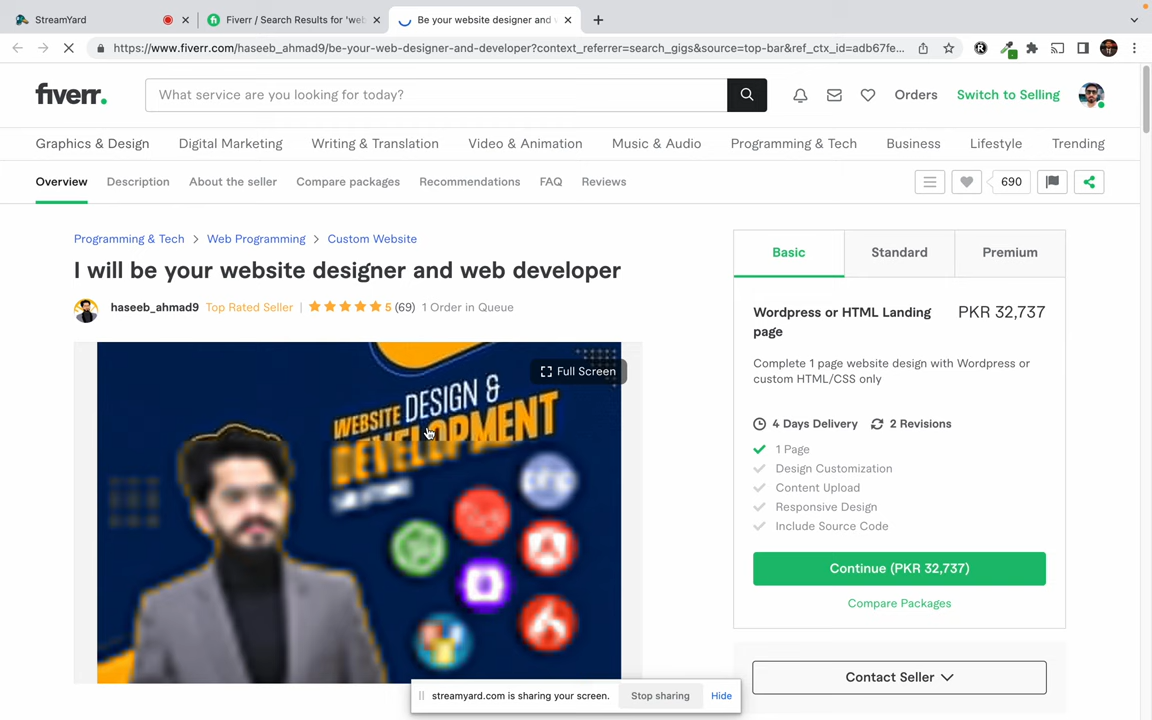 StreamYard
Fiverr / Search Results for 'web
Be your website designer and
https://www.fiverr.com/haseeb_ahmad9/be-your-web-designer-and-developer?context_referrer=search_gigs&source=top-bar&ref_ctx_id=adb67fe...
fiverr.
What service are you looking for today?
Orders
Switch to Selling
Graphics & Design
Digital Marketing
Writing & Translation
Video & Animation
Music & Audio
Programming & Tech
Business
Lifestyle
Trending
Overview
Description
About the seller
Compare packages
Recommendations
FAQ
Reviews
690
Programming & Tech > Web Programming > Custom Website
I will be your website designer and web developer
haseeb_ahmad9 Top Rated Seller | 5 (69) 1 Order in Queue
Full Screen
WEBSITE DESIGN &
DEVELOPMENT
Basic
Standard
Premium
Wordpress or HTML Landing
page
PKR 32,737
Complete 1 page website design with Wordpress or
custom HTML/CSS only
4 Days Delivery
2 Revisions
1 Page
Design Customization
Content Upload
Responsive Design
Include Source Code
Continue (PKR 32,737)
Compare Packages
Contact Seller
streamyard.com is sharing your screen.
Stop sharing
Hide